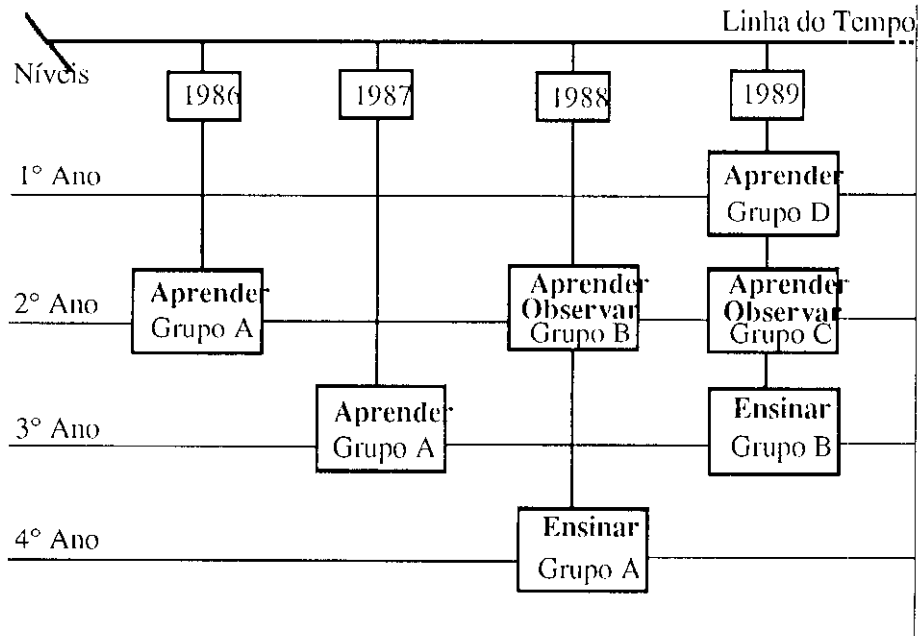 Linha do Tempo
Níveis
1986
1987
1988
1989
1° Ano
Aprender
Grupo D
2° Ano
Aprender
Grupo A
Aprender
Observar
Grupo B
Aprender
Observar
Grupo C
3° Ano
Aprender
Grupo A
Ensinar
Grupo B
4° Ano
Ensinar
Grupo A